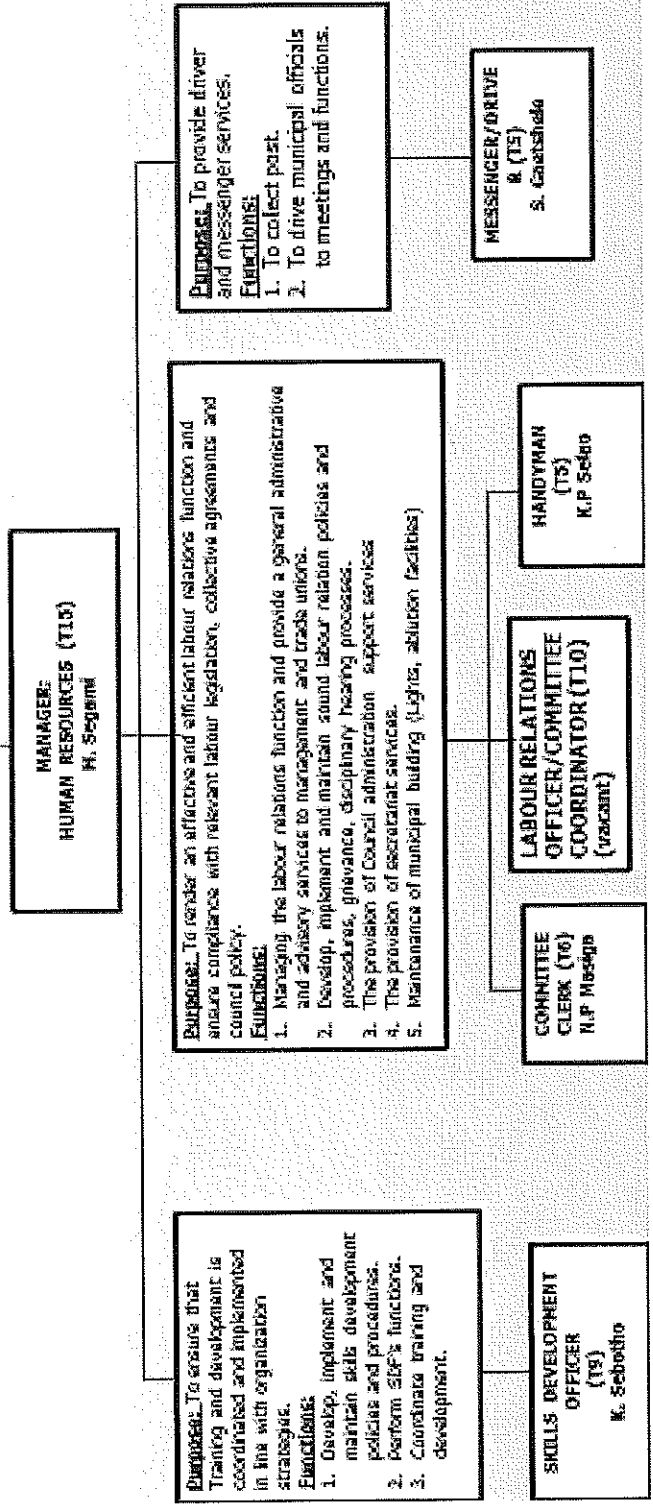 MANAGER:
HUMAN RESOURCES (T15)
M. Segami
Purpose: To ensure that
Training and development is
coordinated and implemented
in line with organization
strategies.
Functions:
1. Develop, implement and
maintain skills development
policies and procedures.
2. Perform SDF's functions.
3. Coordinate training and
development.
SKILLS DEVELOPMENT
OFFICER
(T9)
K. Sebotho
Purpose: To render an effective and efficient labour relations function and
ensure compliance with relevant labour legislation, collective agreements and
council policy.
Functions:
1. Managing the labour relations function and provide a general administrative
and advisory services to management and trade unions.
2. Develop, implement and maintain sound labour relation policies and
procedures, grievance, disciplinary hearing processes.
3. The provision of Council administration support services
4. The provision of secretariat services.
5. Maintenance of municipal building (Lights, ablution facilities)
COMMITTEE
CLERK (T6)
N.P
LABOUR RELATIONS
OFFICER/COMMITTEE
COORDINATOR (T10)
(vacant)
HANDYMAN
(T5)
K.P
Purpose: To provide driver
and messenger services.
Functions:
1. To collect post.
2. To drive municipal officials
to meetings and functions.
MESSENGER/DRIVE
R (T5)
S.